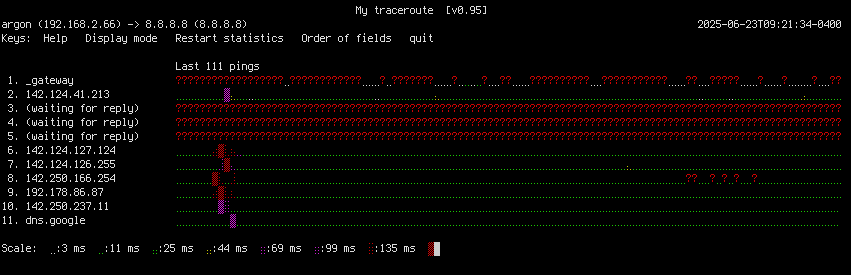 My traceroute [v0.95]
argon (192.168.2.66) -> 8.8.8.8 (8.8.8.8) 2025-06-23T09:21:34-0400
Keys: Help Display mode Restart statistics Order of fields quit
Last 111 pings
1. _gateway
2. 142.124.41.213
3. (waiting for reply)
4. (waiting for reply)
5. (waiting for reply)
6. 142.124.127.124
7. 142.124.126.255
8. 142.250.166.254
9. 192.178.86.87
10. 142.250.237.11
11. dns.google
Scale: .:3 ms .:11 ms .:25 ms .:44 ms .:69 ms .:99 ms .:135 ms